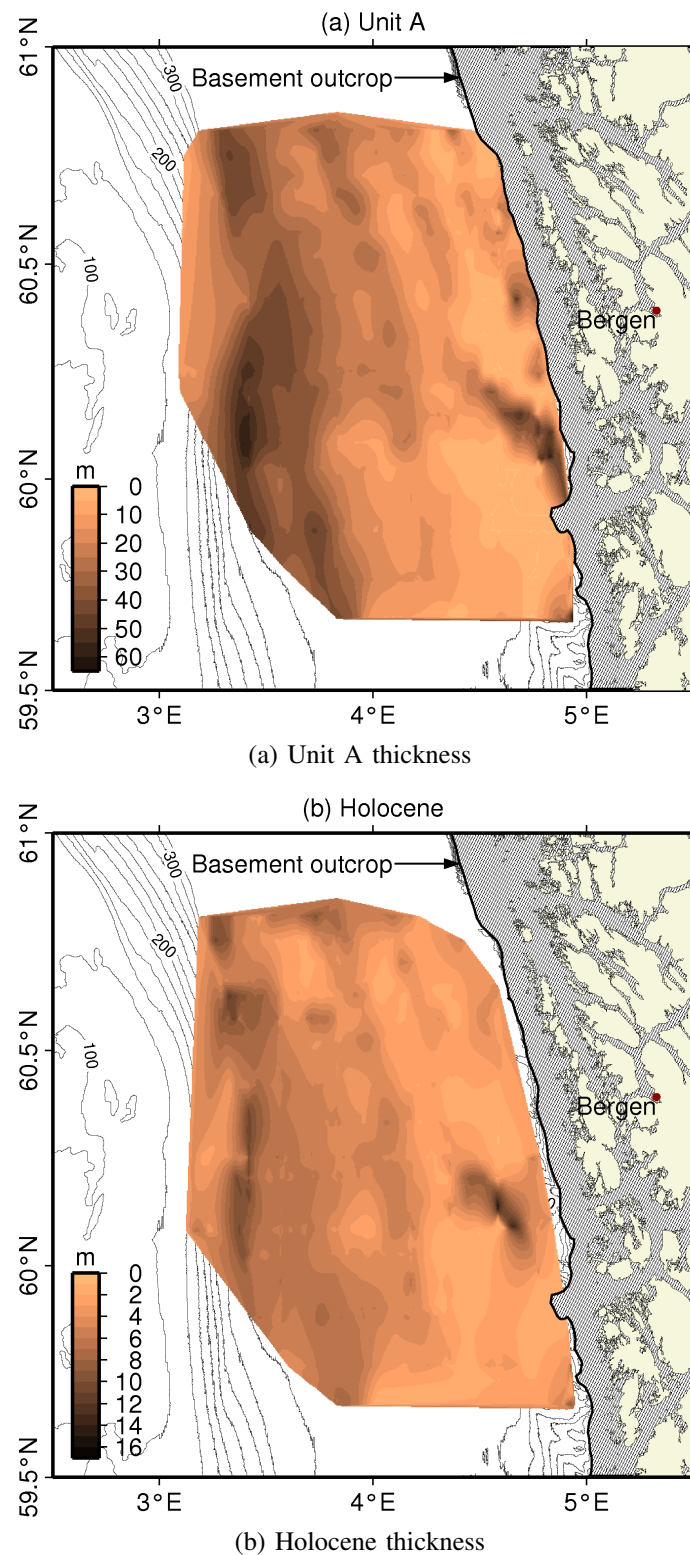 (a) Unit A
61°N
300
Basement outcrop
200
60.5°N
100
Bergen
60°N
m
0
10
20
30
40
50
60
59.5°N
3°E 4°E 5°E
(a) Unit A thickness
(b) Holocene
61°N
300
Basement outcrop
200
60.5°N
100
Bergen
60°N
m
0
2
4
6
8
10
12
14
16
59.5°N
3°E 4°E 5°E
(b) Holocene thickness